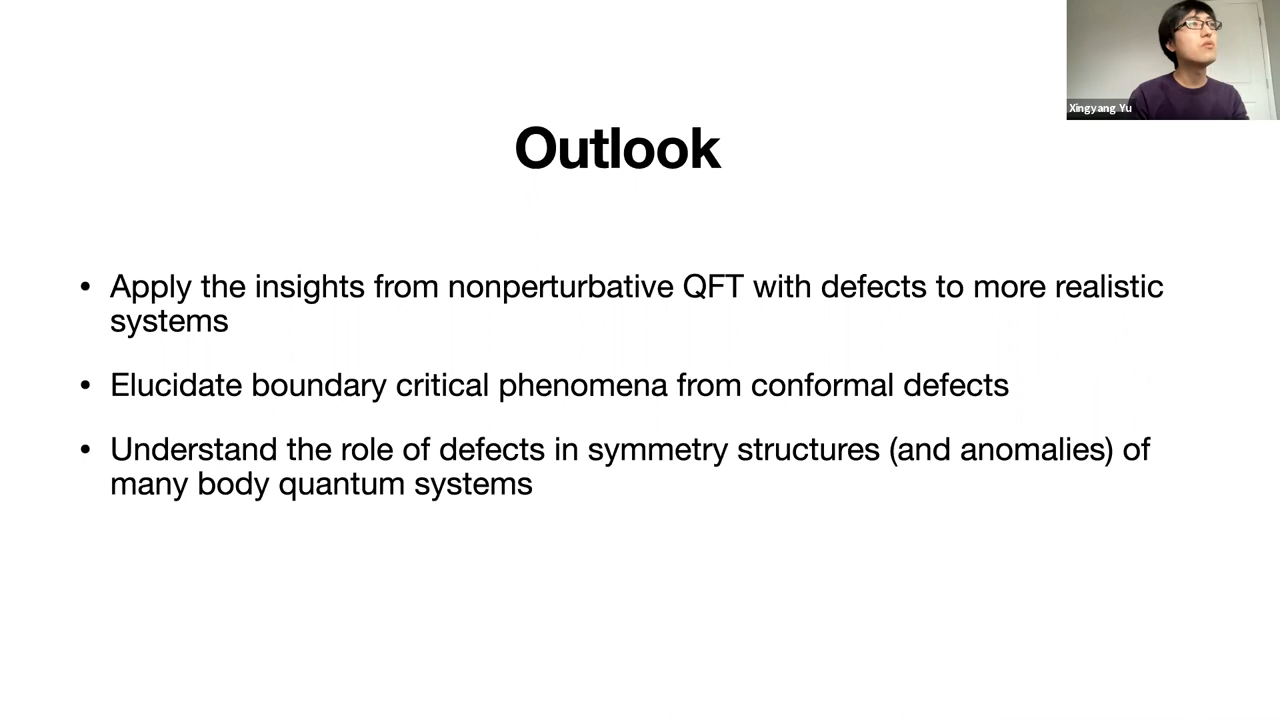 Xingyang Yu
Outlook
• Apply the insights from nonperturbative QFT with defects to more realistic
systems
• Elucidate boundary critical phenomena from conformal defects
• Understand the role of defects in symmetry structures (and anomalies) of
many body quantum systems